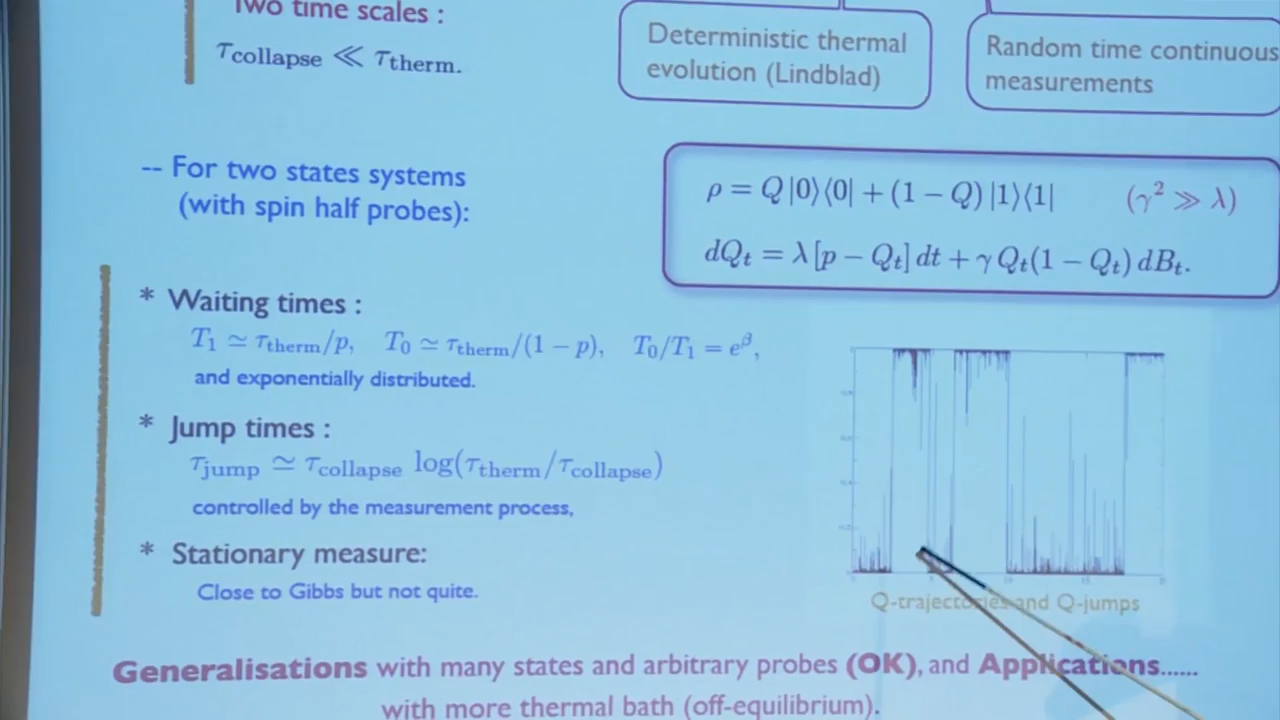 Two time scales :
τcollapse ≪ τtherm.
Deterministic thermal
evolution (Lindblad)
Random time continuous
measurements
-- For two states systems
(with spin half probes):
ρ = Q |0⟩⟨0| + (1 − Q) |1⟩⟨1| (γ² ≫ λ)
dQt = λ [p − Qt] dt + γ Qt(1 − Qt) dBt.
* Waiting times :
T1 ≃ τtherm/p, T0 ≃ τtherm/(1 − p), T0/T1 = e^β,
and exponentially distributed.
* Jump times :
τjump ≃ τcollapse log(τtherm/τcollapse)
controlled by the measurement process,
* Stationary measure:
Close to Gibbs but not quite.
Q-trajectories and Q-jumps
Generalisations with many states and arbitrary probes (OK), and Applications......
with more thermal bath (off-equilibrium).